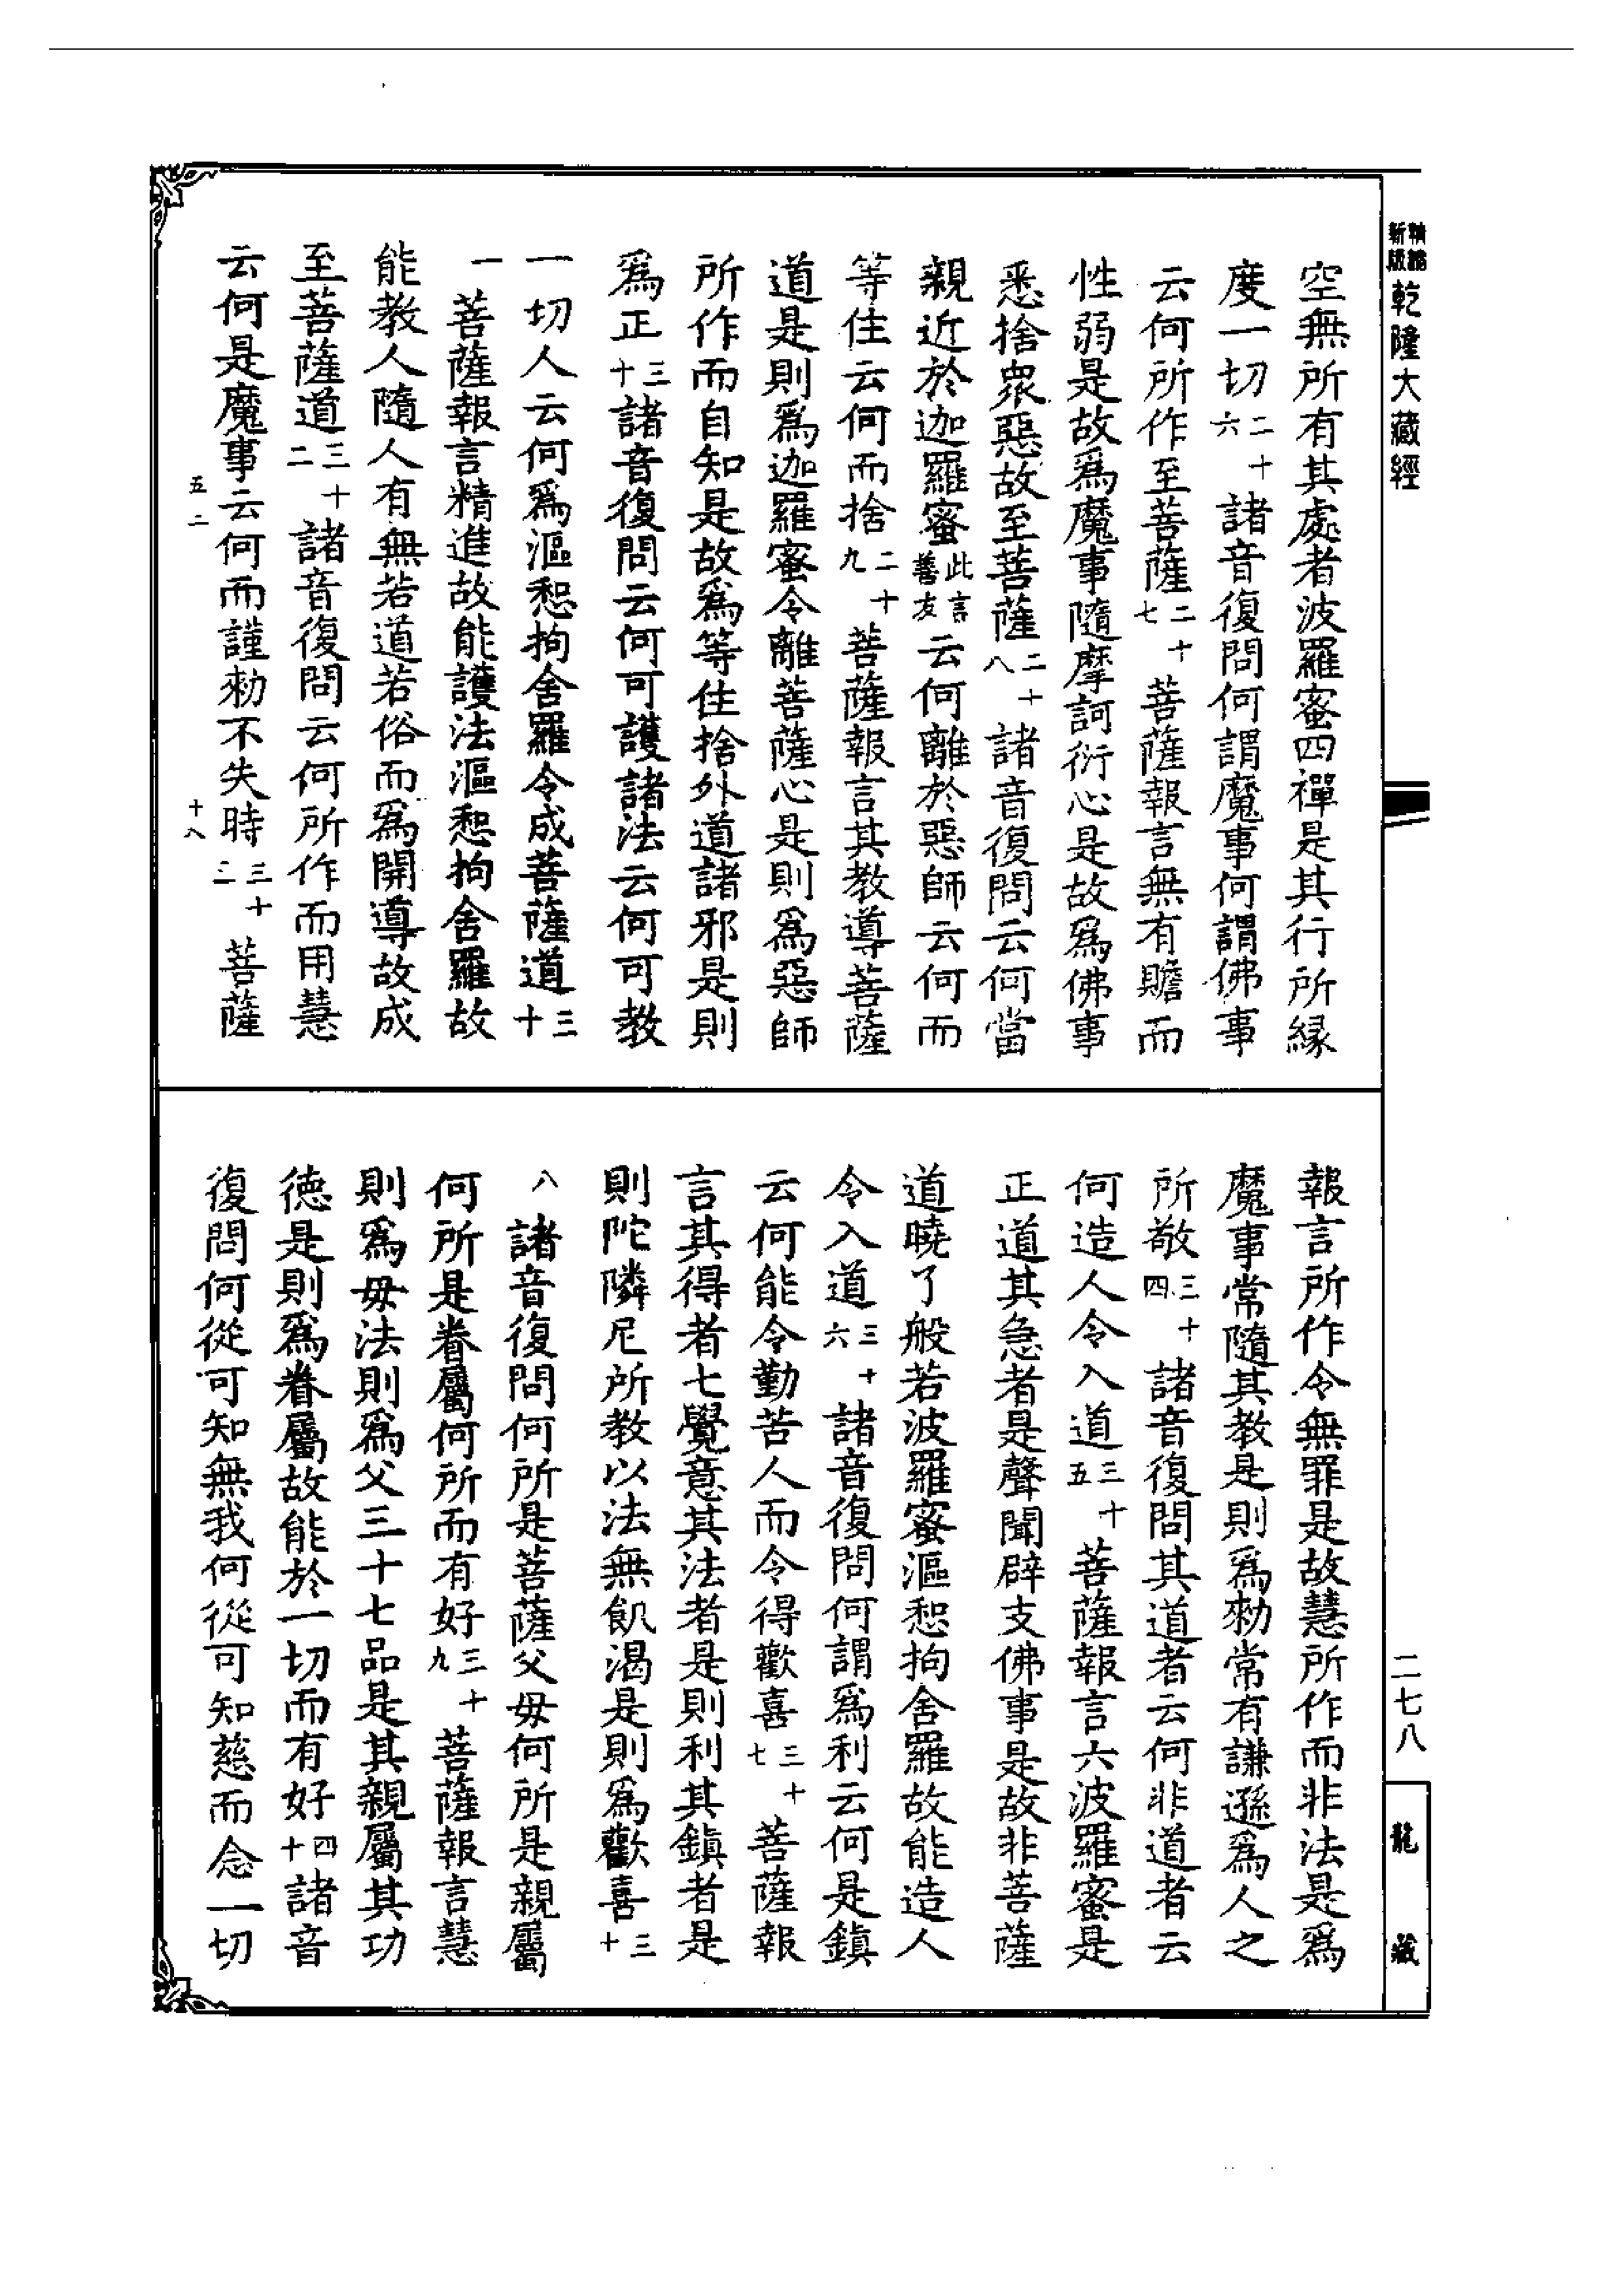 新版精縮乾隆大藏經
空無所有其處者波羅蜜四禪是其行所緣
度一切二十六諸音復問何謂魔事何謂佛事
云何所作至菩薩二十七菩薩報言無有贍而
性弱是故爲魔事隨摩訶衍心是故爲佛事
悉捨衆惡故至菩薩二十八諸音復問云何當
親近於迦羅蜜此言善友云何離於惡師云何而
等住云何而捨二十九菩薩報言其教導菩薩
道是則爲迦羅蜜令離菩薩心是則爲惡師
所作而自知是故爲等住捨外道諸邪是則
爲正三十諸音復問云何可護諸法云何可教
一切人云何爲漚恕拘舍羅令成菩薩道三十
一菩薩報言精進故能護法漚恕拘舍羅故
能教人隨人有無若道若俗而爲開導故成
至菩薩道三十二諸音復問云何所作而用慧
云何是魔事云何而謹勑不失時三十三菩薩
五二
十八
報言所作令無罪是故慧所作而非法是爲
魔事常隨其教是則爲勑常有謙遜爲人之
所敬三十四諸音復問其道者云何非道者云
何造人令入道三十五菩薩報言六波羅蜜是
正道其急者是聲聞辟支佛事是故非菩薩
道曉了般若波羅蜜漚恕拘舍羅故能造人
令入道三十六諸音復問何謂爲利云何是鎮
云何能令勤苦人而令得歡喜三十七菩薩報
言其得者七覺意其法者是則利其鎮者是
則陀隣尼所教以法無飢渴是則爲歡喜三十
八諸音復問何所是菩薩父毋何所是親屬
何所是眷屬何所而有好三十九菩薩報言慧
則爲毋法則爲父三十七品是其親屬其功
德是則爲眷屬故能於一切而有好四十諸音
復問何從可知無我何從可知慈而念一切
二七八
龍藏